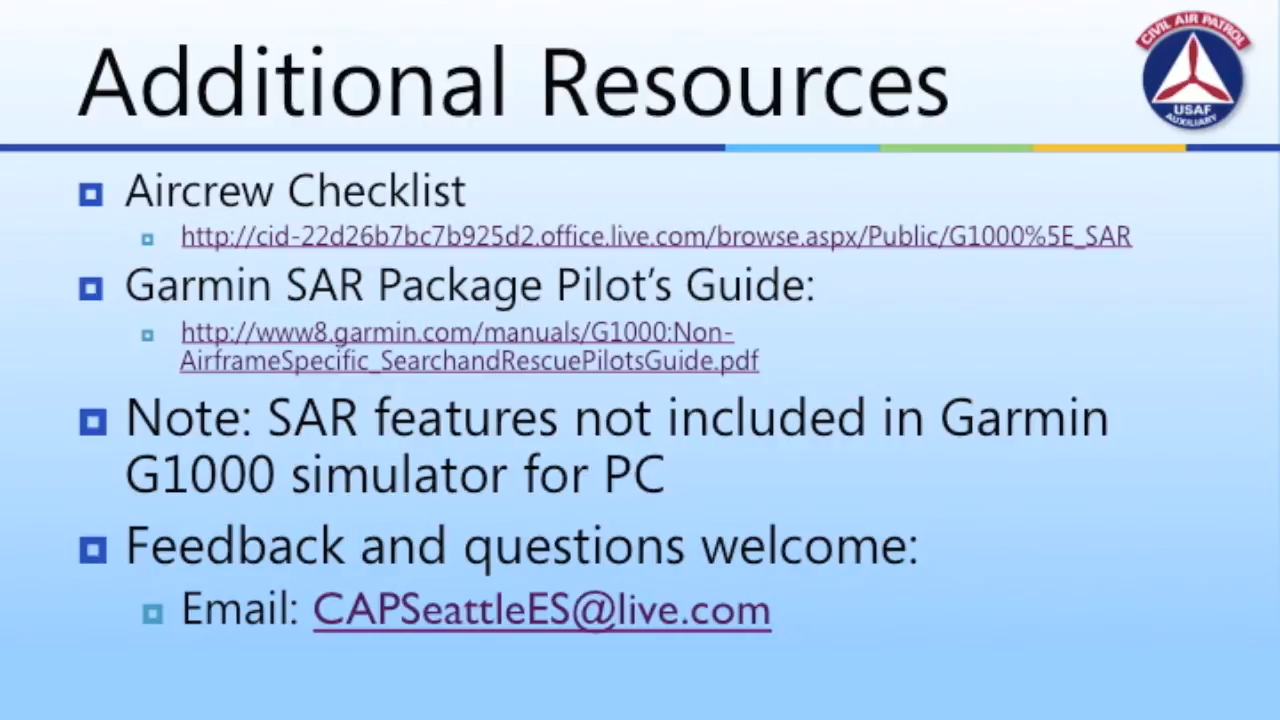 Additional Resources
CIVIL AIR PATROL
USAF
AUXILIARY
Aircrew Checklist
http://cid-22d26b7bc7b925d2.office.live.com/browse.aspx/Public/G1000%5E_SAR
Garmin SAR Package Pilot's Guide:
http://www8.garmin.com/manuals/G1000:Non-
AirframeSpecific_SearchandRescuePilotsGuide.pdf
Note: SAR features not included in Garmin
G1000 simulator for PC
Feedback and questions welcome:
Email: CAPSeattleES@live.com